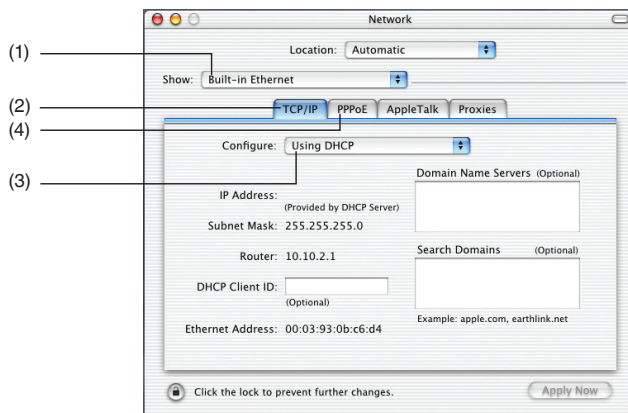 Network
Location: Automatic
(1)
Show: Built-in Ethernet
(2)
TCP/IP PPPoE AppleTalk Proxies
(4)
Configure: Using DHCP
(3)
Domain Name Servers (Optional)
IP Address:
(Provided by DHCP Server)
Subnet Mask: 255.255.255.0
Router: 10.10.2.1
Search Domains (Optional)
DHCP Client ID:
(Optional)
Example: apple.com, earthlink.net
Ethernet Address: 00:03:93:0b:c6:d4
Click the lock to prevent further changes.
Apply Now